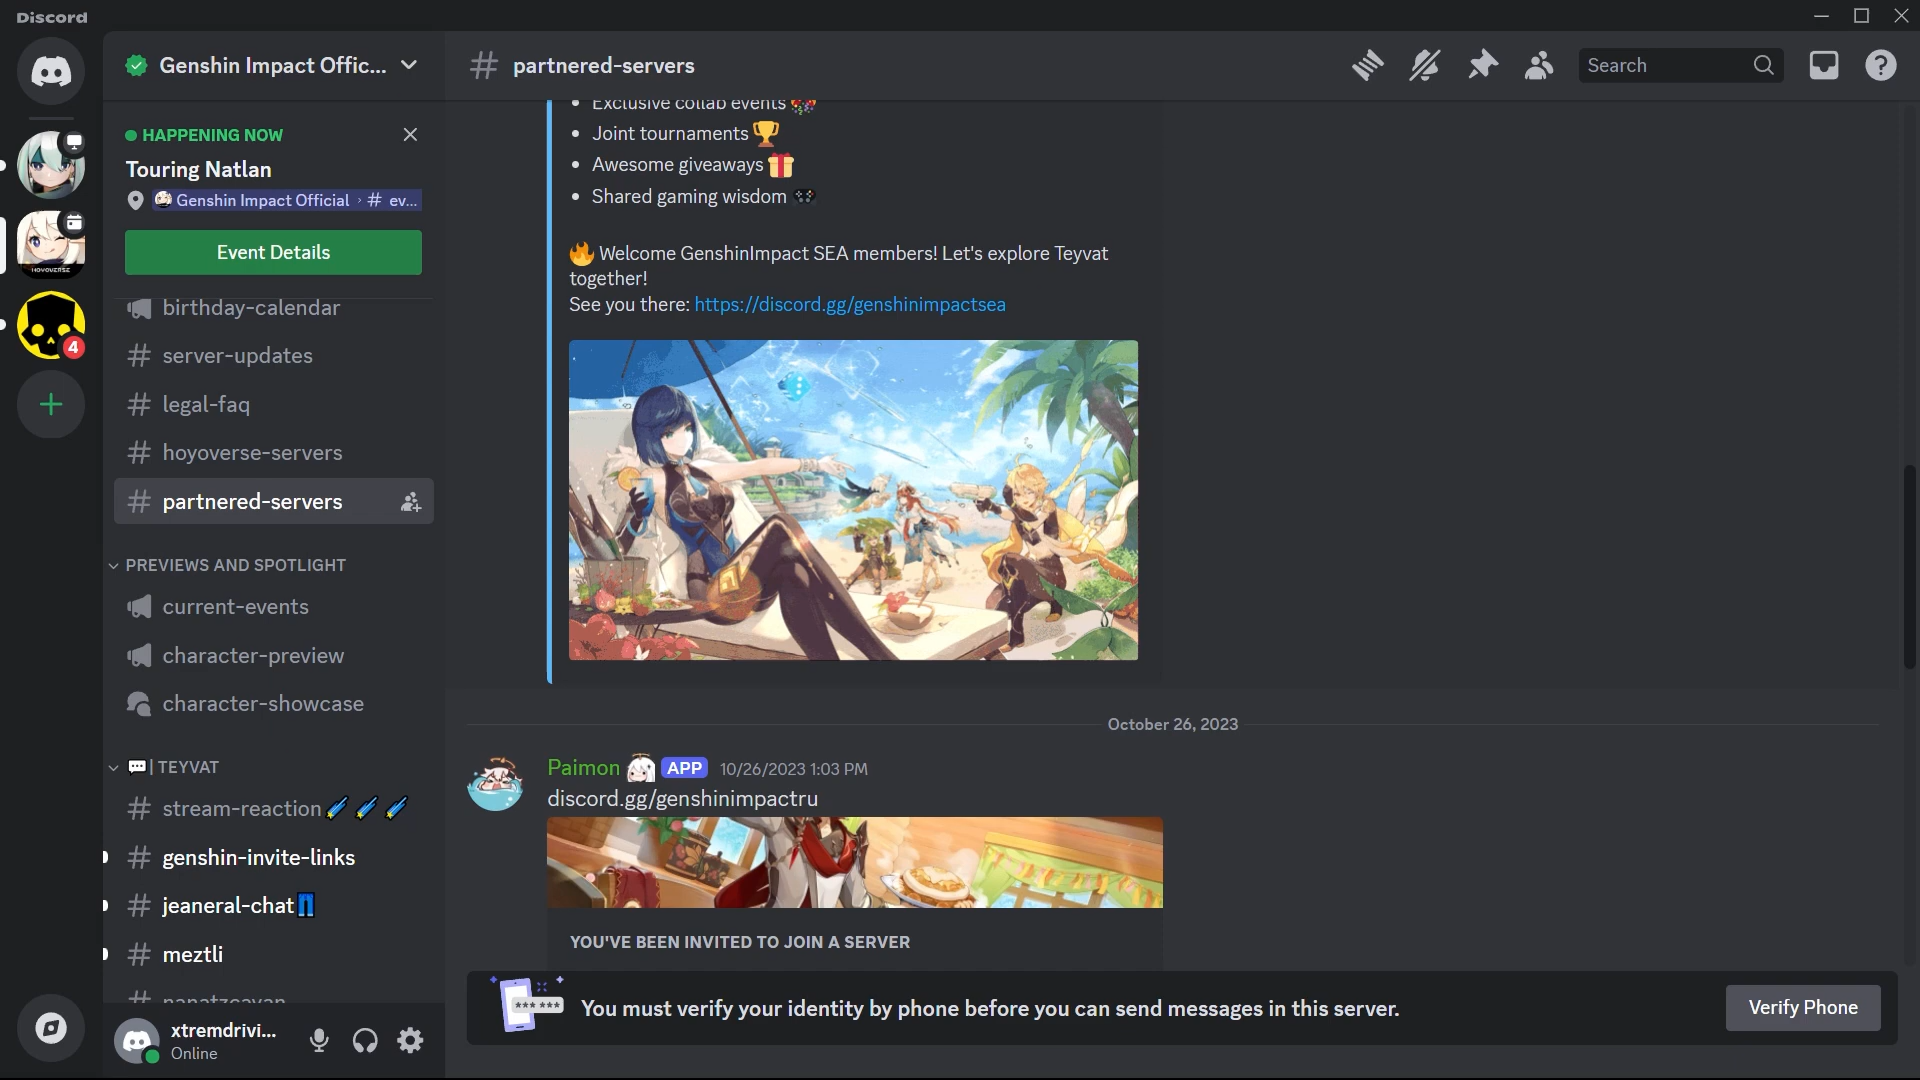 Discord
Genshin Impact Offic...
HAPPENING NOW
Touring Natlan
Genshin Impact Official › # ev...
Event Details
birthday-calendar
server-updates
legal-faq
hoyoverse-servers
partnered-servers
PREVIEWS AND SPOTLIGHT
current-events
character-preview
character-showcase
| TEYVAT
stream-reaction
genshin-invite-links
jeaneral-chat
meztli
nanatzcayan
xtremdrivi...
Online
HOYOVERSE
4
# partnered-servers
Search
• Exclusive collab events
• Joint tournaments
• Awesome giveaways
• Shared gaming wisdom
Welcome GenshinImpact SEA members! Let's explore Teyvat
together!
See you there: https://discord.gg/genshinimpactsea
October 26, 2023
Paimon APP 10/26/2023 1:03 PM
discord.gg/genshinimpactru
YOU'VE BEEN INVITED TO JOIN A SERVER
*** ***
You must verify your identity by phone before you can send messages in this server.
Verify Phone